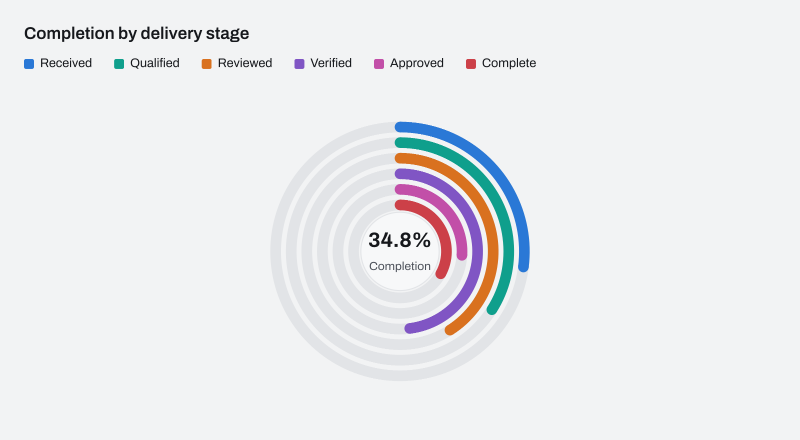 Completion by delivery stage
Received Qualified Reviewed Verified Approved Complete
34.8%
Completion